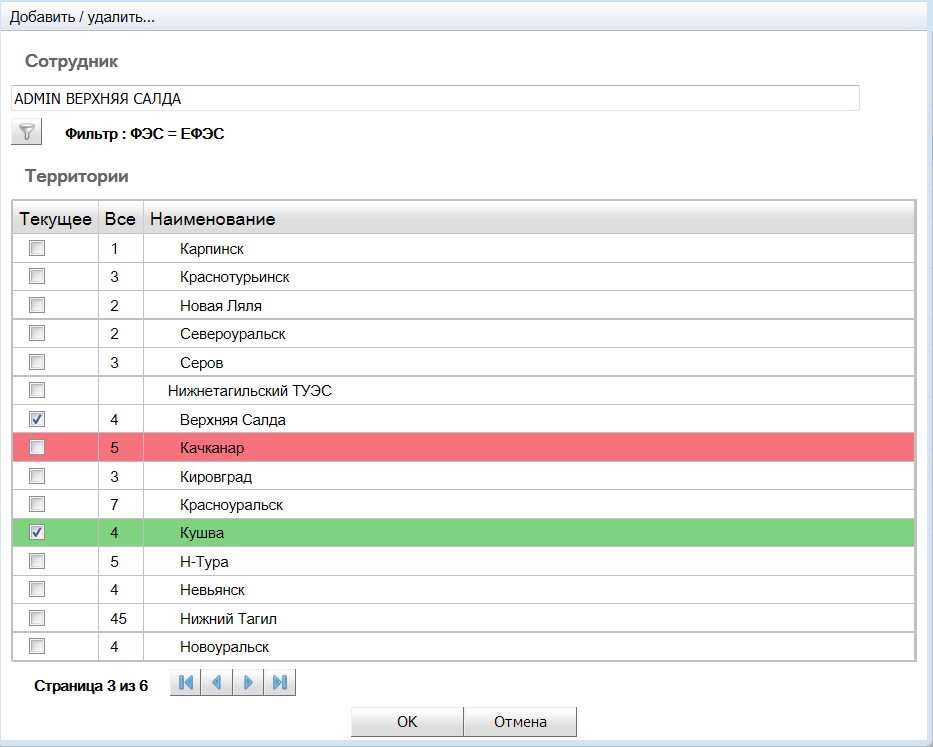 Добавить / удалить...
Сотрудник
ADMIN ВЕРХНЯЯ САЛДА
Фильтр : ФЭС = ЕФЭС
Территории
Текущее Все Наименование
1 Карпинск
3 Краснотурьинск
2 Новая Ляля
2 Североуральск
3 Серов
Нижнетагильский ТУЭС
4 Верхняя Салда
5 Качканар
3 Кировград
7 Красноуральск
4 Кушва
5 Н-Тура
4 Невьянск
45 Нижний Тагил
4 Новоуральск
Страница 3 из 6
OK Отмена